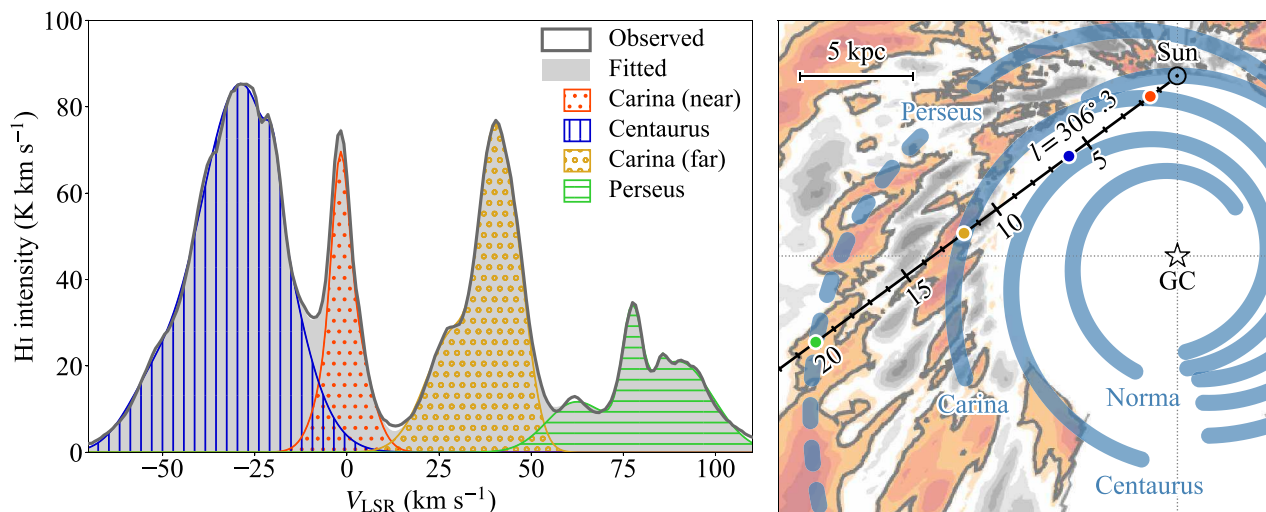 100
80
60
40
20
0
Hɪ intensity (K km s⁻¹)
−50
−25
0
25
50
75
100
V_LSR (km s⁻¹)
Observed
Fitted
Carina (near)
Centaurus
Carina (far)
Perseus
5 kpc
Sun
Perseus
l = 306°.3
5
10
15
20
GC
Carina
Norma
Centaurus